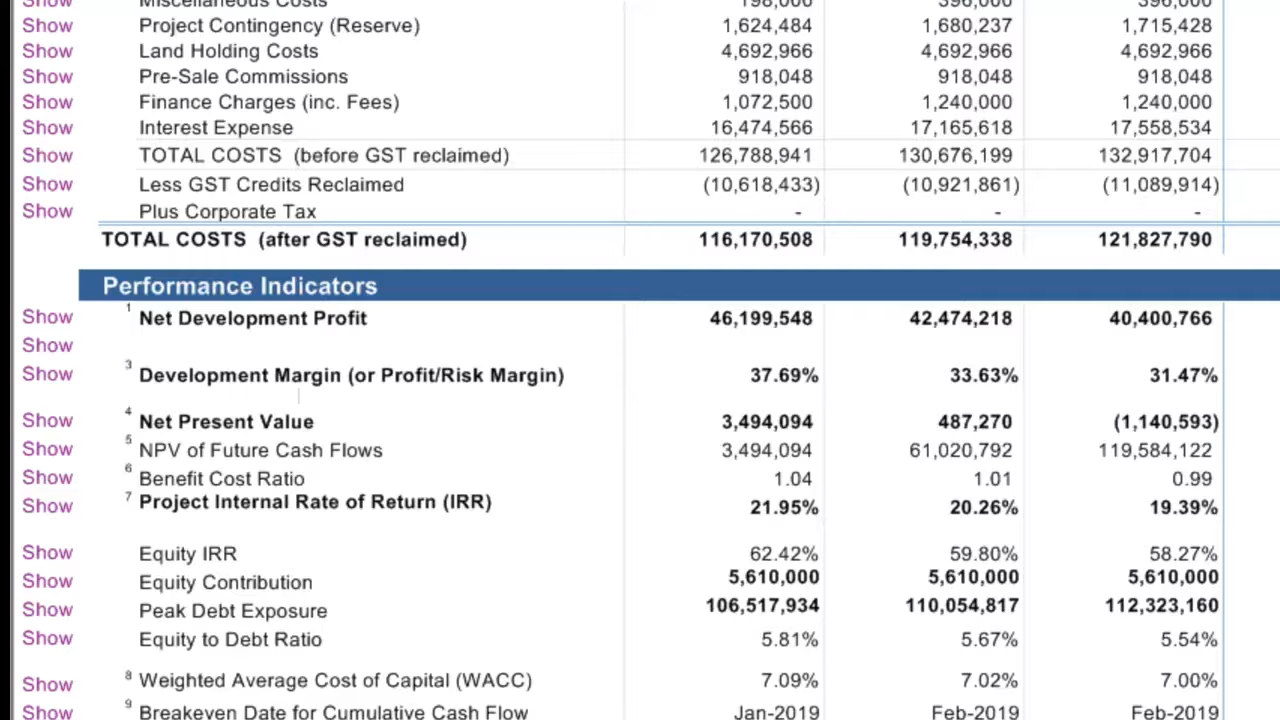 Show Miscellaneous Costs 198,000 396,000 396,000
Show Project Contingency (Reserve) 1,624,484 1,680,237 1,715,428
Show Land Holding Costs 4,692,966 4,692,966 4,692,966
Show Pre-Sale Commissions 918,048 918,048 918,048
Show Finance Charges (inc. Fees) 1,072,500 1,240,000 1,240,000
Show Interest Expense 16,474,566 17,165,618 17,558,534
Show TOTAL COSTS (before GST reclaimed) 126,788,941 130,676,199 132,917,704
Show Less GST Credits Reclaimed (10,618,433) (10,921,861) (11,089,914)
Show Plus Corporate Tax - - -
TOTAL COSTS (after GST reclaimed) 116,170,508 119,754,338 121,827,790
Performance Indicators
Show 1 Net Development Profit 46,199,548 42,474,218 40,400,766
Show
Show 3 Development Margin (or Profit/Risk Margin) 37.69% 33.63% 31.47%
Show 4 Net Present Value 3,494,094 487,270 (1,140,593)
Show 5 NPV of Future Cash Flows 3,494,094 61,020,792 119,584,122
Show 6 Benefit Cost Ratio 1.04 1.01 0.99
Show 7 Project Internal Rate of Return (IRR) 21.95% 20.26% 19.39%
Show Equity IRR 62.42% 59.80% 58.27%
Show Equity Contribution 5,610,000 5,610,000 5,610,000
Show Peak Debt Exposure 106,517,934 110,054,817 112,323,160
Show Equity to Debt Ratio 5.81% 5.67% 5.54%
Show 8 Weighted Average Cost of Capital (WACC) 7.09% 7.02% 7.00%
Show 9 Breakeven Date for Cumulative Cash Flow Jan-2019 Feb-2019 Feb-2019